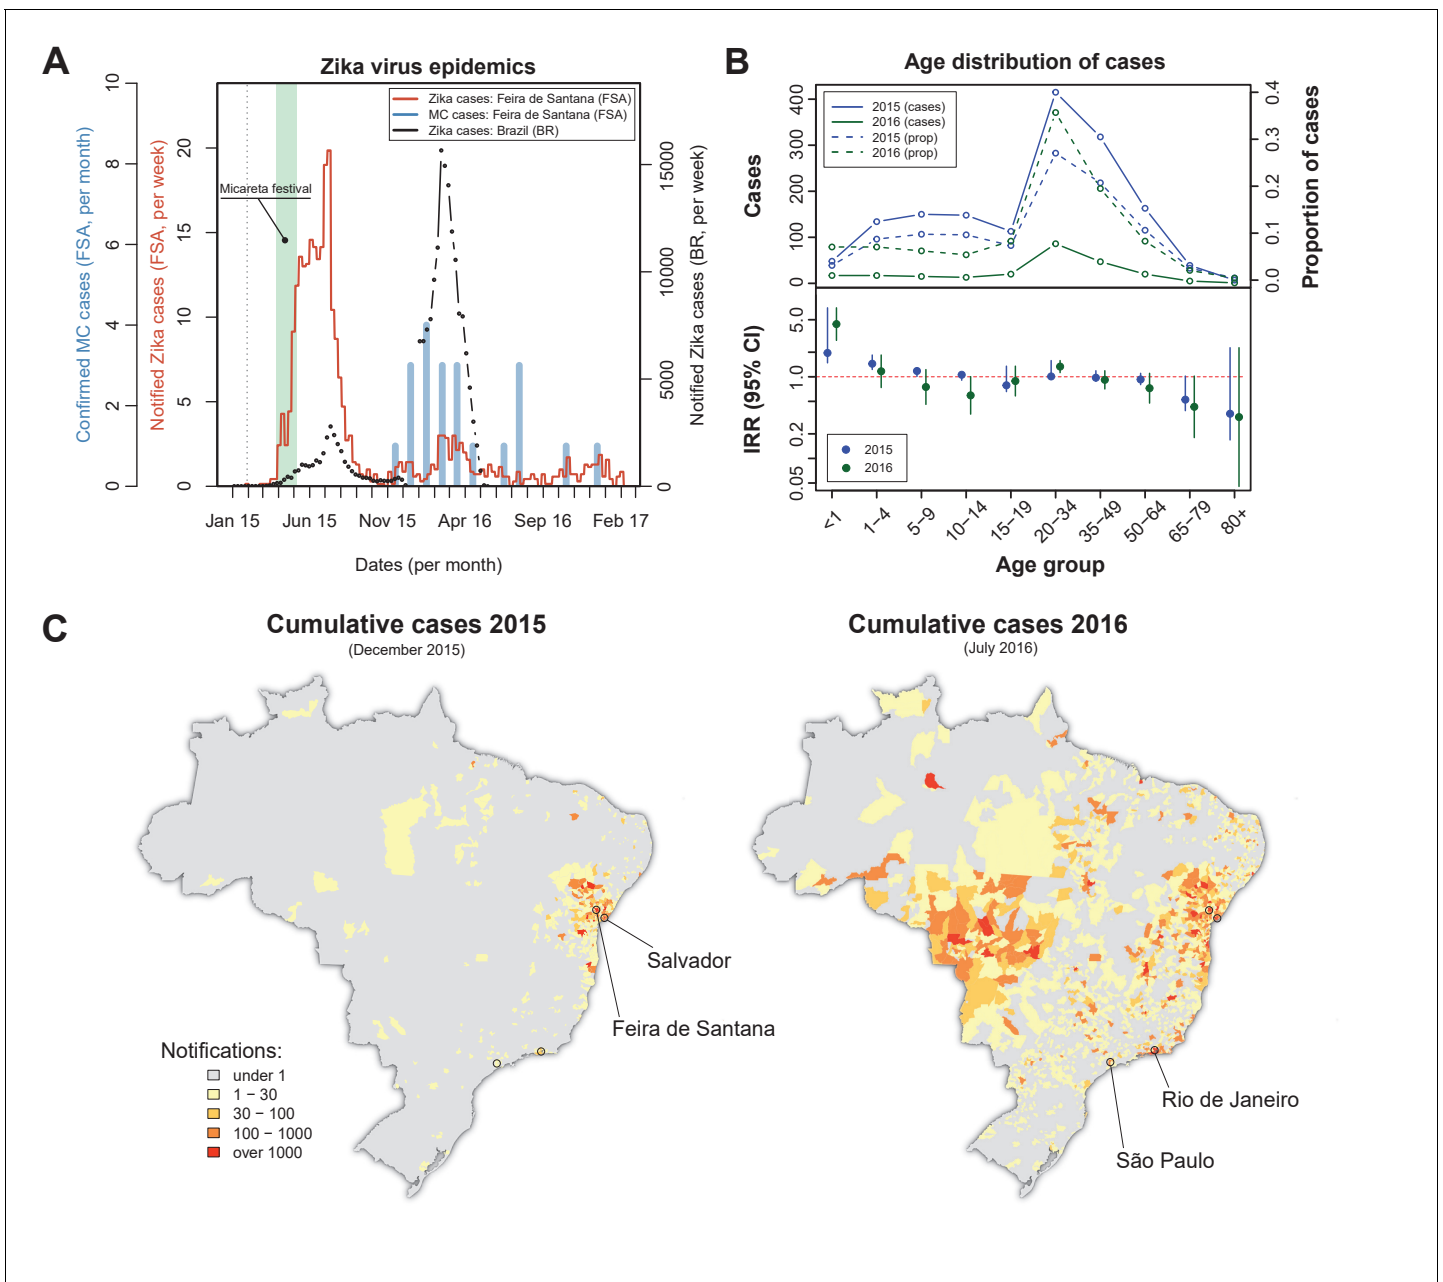 A
Zika virus epidemics
Zika cases: Feira de Santana (FSA)
MC cases: Feira de Santana (FSA)
Zika cases: Brazil (BR)
Micareta festival
Confirmed MC cases (FSA, per month)
0 2 4 6 8 10
Notified Zika cases (FSA, per week)
0 5 10 15 20
Notified Zika cases (BR, per week)
0 5000 10000 15000
Jan 15 Jun 15 Nov 15 Apr 16 Sep 16 Feb 17
Dates (per month)
B
Age distribution of cases
2015 (cases)
2016 (cases)
2015 (prop)
2016 (prop)
Cases
0 100 200 300 400
Proportion of cases
0.0 0.1 0.2 0.3 0.4
IRR (95% CI)
0.05 0.2 1.0 5.0
2015
2016
<1 1−4 5−9 10−14 15−19 20−34 35−49 50−64 65−79 80+
Age group
C
Cumulative cases 2015
(December 2015)
Salvador
Feira de Santana
Notifications:
under 1
1 − 30
30 − 100
100 − 1000
over 1000
Cumulative cases 2016
(July 2016)
Rio de Janeiro
São Paulo